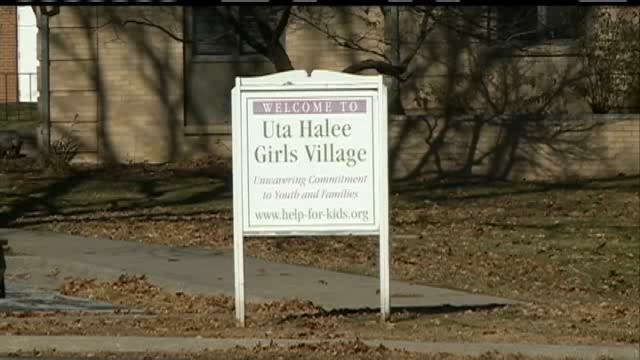 WELCOME TO
Uta Halee
Girls Village
Unwavering Commitment
to Youth and Families
www.help-for-kids.org